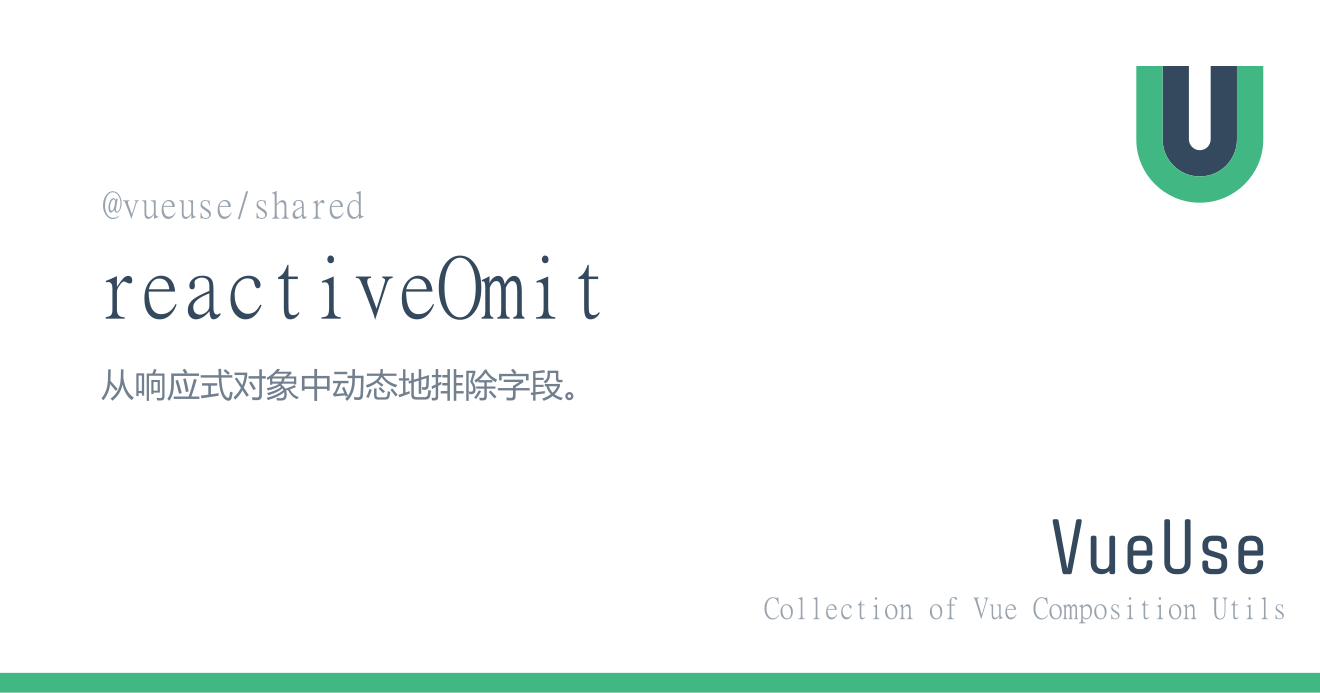 @vueuse/shared
reactiveOmit
从响应式对象中动态地排除字段。
VueUse
Collection of Vue Composition Utils